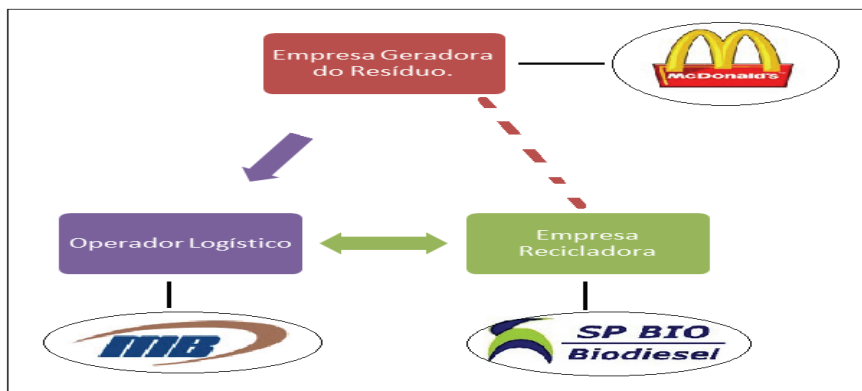 Empresa Geradora
do Resíduo.
McDonald's
Operador Logístico
Empresa
Recicladora
MB
SP BIO
Biodiesel